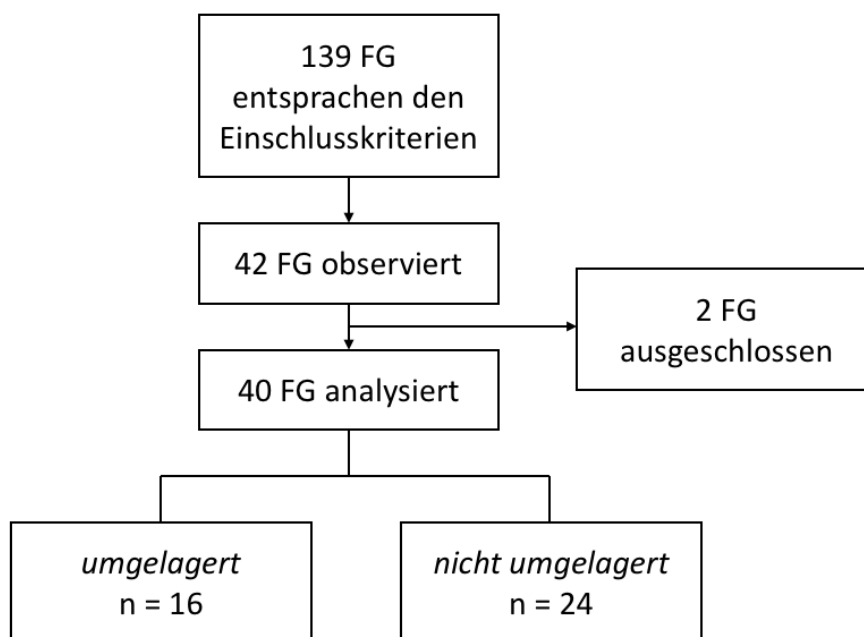 139 FG
entsprachen den
Einschlusskriterien
42 FG observiert
2 FG
ausgeschlossen
40 FG analysiert
umgelagert
n = 16
nicht umgelagert
n = 24